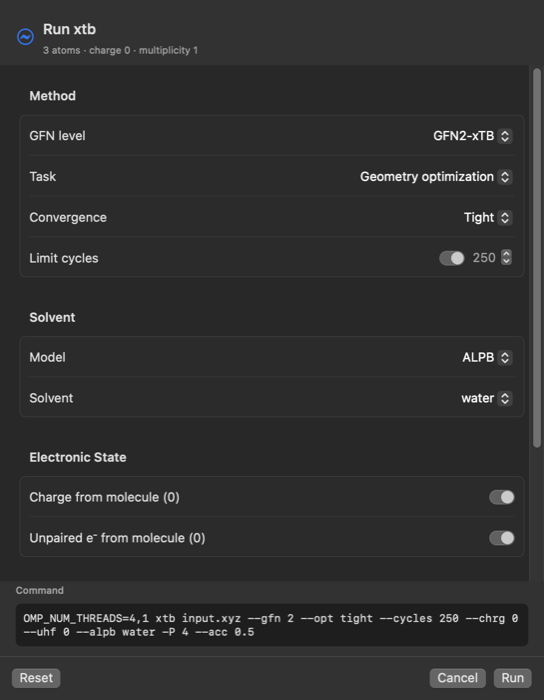 Run xtb
3 atoms · charge 0 · multiplicity 1
Method
GFN level GFN2-xTB
Task Geometry optimization
Convergence Tight
Limit cycles 250
Solvent
Model ALPB
Solvent water
Electronic State
Charge from molecule (0)
Unpaired e⁻ from molecule (0)
Command
OMP_NUM_THREADS=4,1 xtb input.xyz --gfn 2 --opt tight --cycles 250 --chrg 0
--uhf 0 --alpb water -P 4 --acc 0.5
Reset Cancel Run